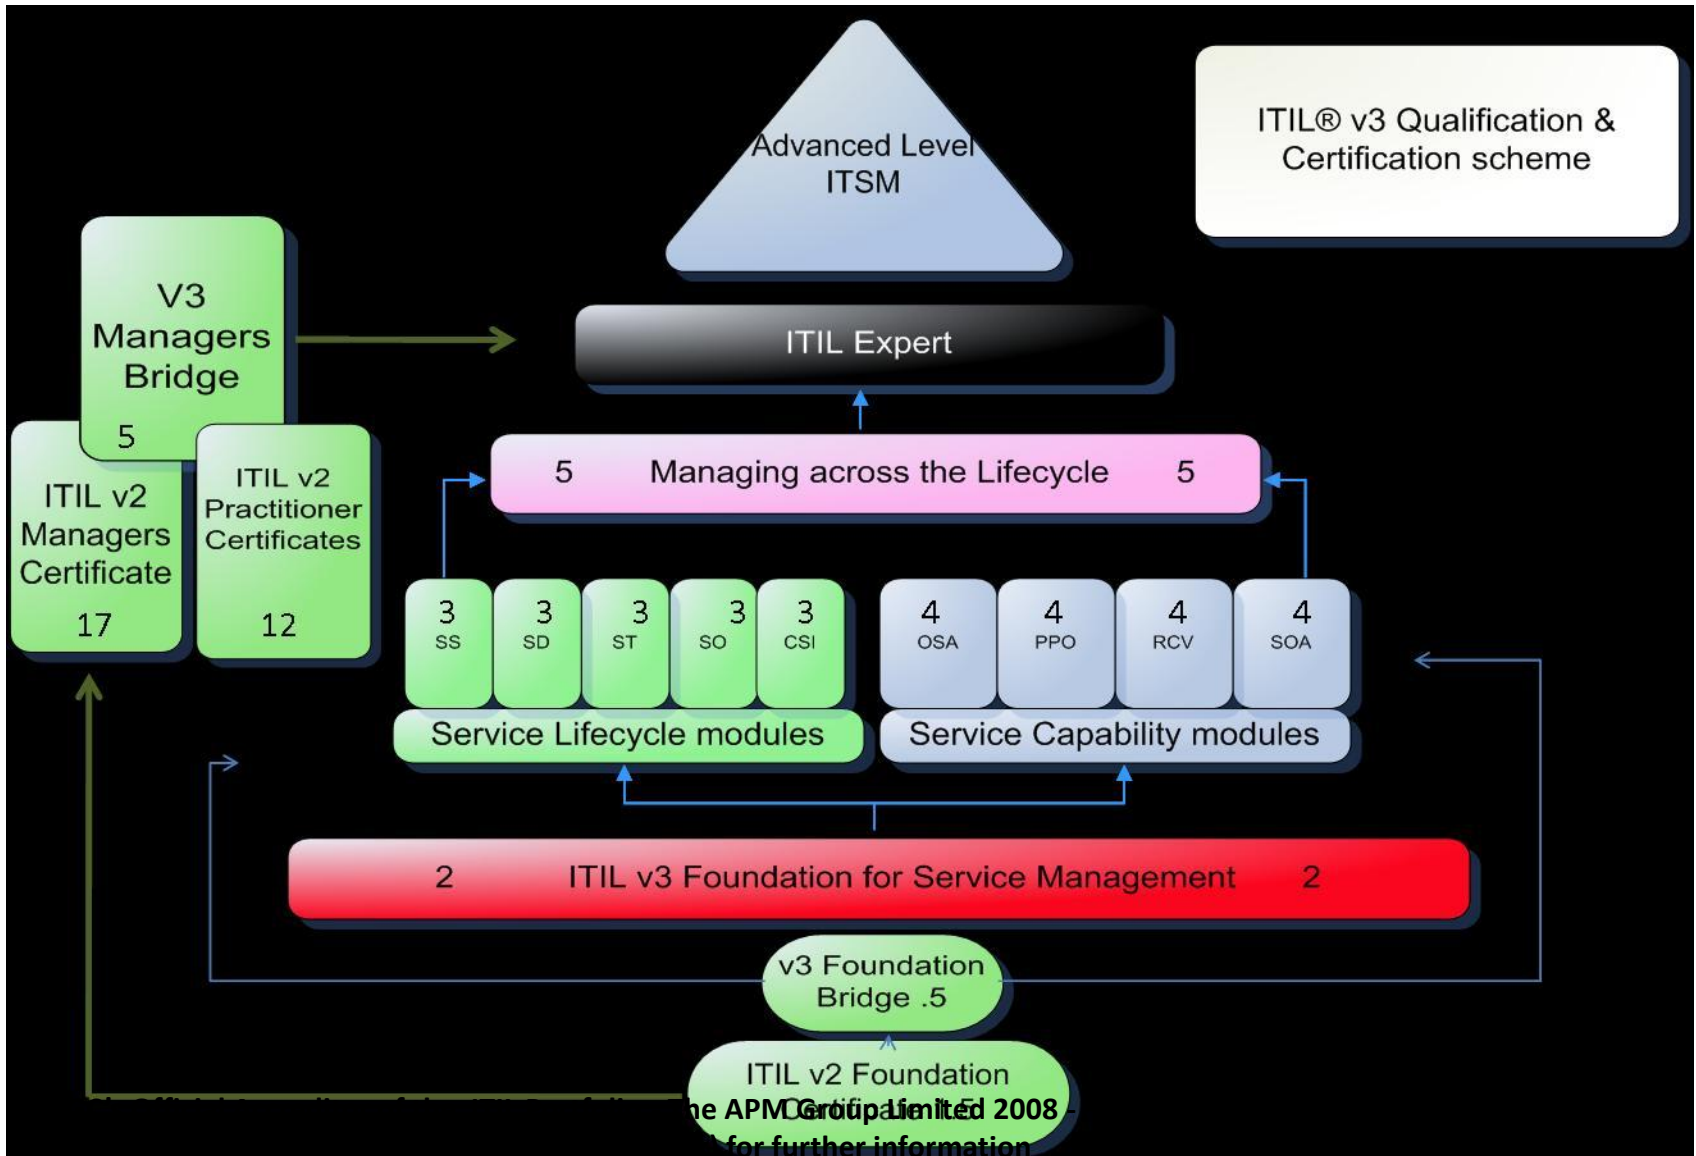 Advanced Level
ITSM
ITIL® v3 Qualification &
Certification scheme
V3
Managers
Bridge
5
ITIL Expert
5 Managing across the Lifecycle 5
ITIL v2
Managers
Certificate
17
ITIL v2
Practitioner
Certificates
12
3 3 3 3 3
SS SD ST SO CSI
4 4 4 4
OSA PPO RCV SOA
Service Lifecycle modules
Service Capability modules
2 ITIL v3 Foundation for Service Management 2
v3 Foundation
Bridge .5
ITIL v2 Foundation
Certificate 1.5
The APM Group Limited 2008 -
for further information